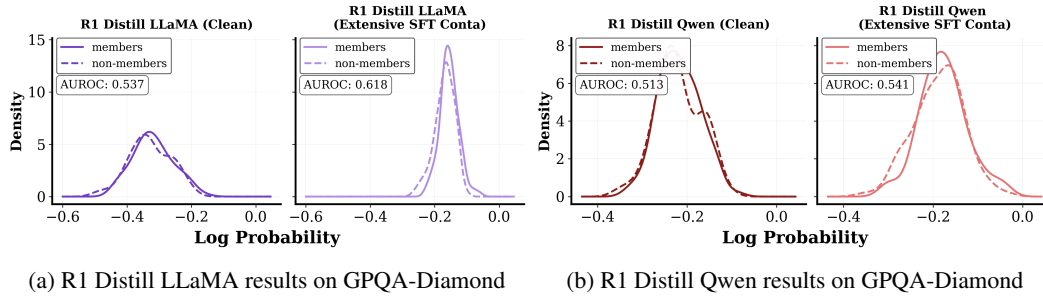 R1 Distill LLaMA (Clean)
R1 Distill LLaMA
(Extensive SFT Conta)
R1 Distill Qwen (Clean)
R1 Distill Qwen
(Extensive SFT Conta)
members
non-members
AUROC: 0.537
members
non-members
AUROC: 0.618
members
non-members
AUROC: 0.513
members
non-members
AUROC: 0.541
Density
15
10
5
0
−0.6 −0.4 −0.2 0.0
−0.6 −0.4 −0.2 0.0
Log Probability
Density
8
6
4
2
0
−0.4 −0.2 0.0
−0.4 −0.2 0.0
Log Probability
(a) R1 Distill LLaMA results on GPQA-Diamond
(b) R1 Distill Qwen results on GPQA-Diamond